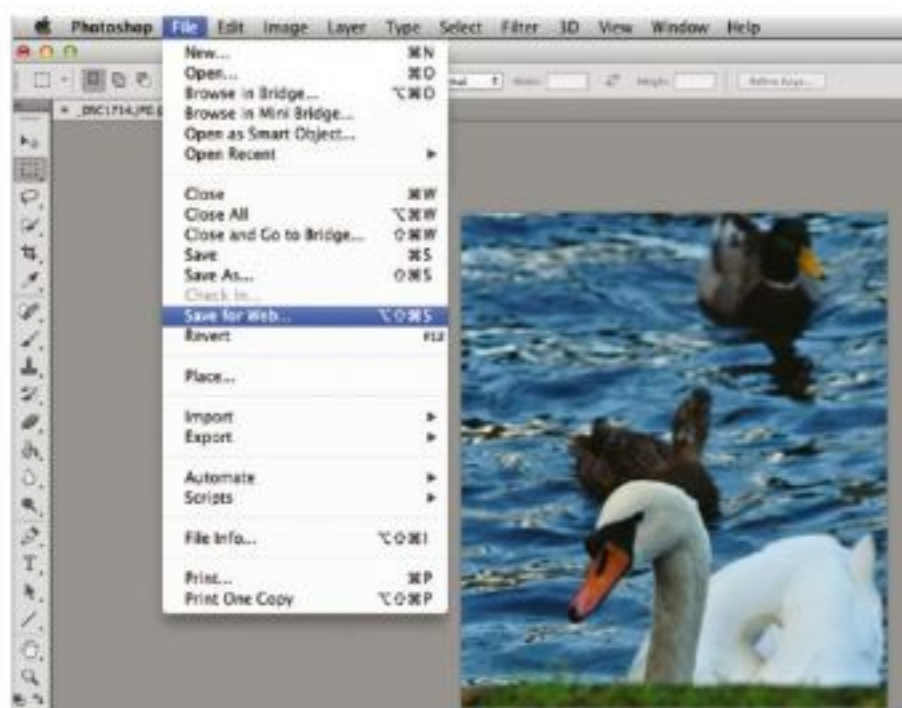 Photoshop File Edit Image Layer Type Select Filter 3D View Window Help
New... ⌘N
Open... ⌘O
Browse in Bridge... ⌥⌘O
Browse in Mini Bridge...
Open as Smart Object...
Open Recent ▶
Close ⌘W
Close All ⌥⌘W
Close and Go to Bridge... ⇧⌘W
Save ⌘S
Save As... ⇧⌘S
Check In...
Save for Web... ⌥⇧⌘S
Revert F12
Place...
Import ▶
Export ▶
Automate ▶
Scripts ▶
File Info... ⌥⇧⌘I
Print... ⌘P
Print One Copy ⌥⇧⌘P